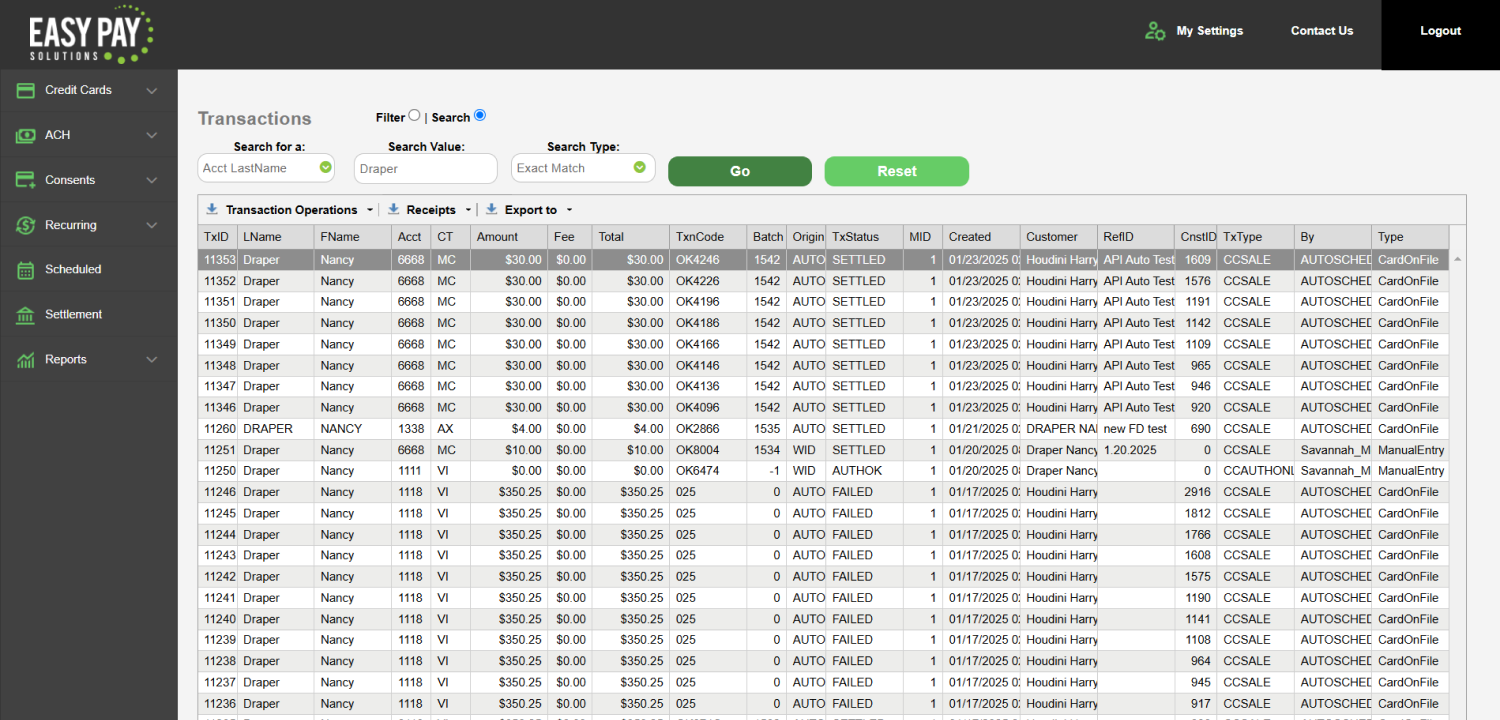 EASY PAY
SOLUTIONS
My Settings Contact Us Logout
Credit Cards
ACH
Consents
Recurring
Scheduled
Settlement
Reports
Transactions Filter | Search
Search for a: Search Value: Search Type:
Acct LastName Draper Exact Match Go Reset
Transaction Operations | Receipts | Export to
TxID LName FName Acct CT Amount Fee Total TxnCode Batch Origin TxStatus MID Created Customer RefID CnstID TxType By Type
11353 Draper Nancy 6668 MC $30.00 $0.00 $30.00 OK4246 1542 AUTO SETTLED 1 01/23/2025 0 Houdini Harry API Auto Test 1609 CCSALE AUTOSCHED CardOnFile
11352 Draper Nancy 6668 MC $30.00 $0.00 $30.00 OK4226 1542 AUTO SETTLED 1 01/23/2025 0 Houdini Harry API Auto Test 1576 CCSALE AUTOSCHED CardOnFile
11351 Draper Nancy 6668 MC $30.00 $0.00 $30.00 OK4196 1542 AUTO SETTLED 1 01/23/2025 0 Houdini Harry API Auto Test 1191 CCSALE AUTOSCHED CardOnFile
11350 Draper Nancy 6668 MC $30.00 $0.00 $30.00 OK4186 1542 AUTO SETTLED 1 01/23/2025 0 Houdini Harry API Auto Test 1142 CCSALE AUTOSCHED CardOnFile
11349 Draper Nancy 6668 MC $30.00 $0.00 $30.00 OK4166 1542 AUTO SETTLED 1 01/23/2025 0 Houdini Harry API Auto Test 1109 CCSALE AUTOSCHED CardOnFile
11348 Draper Nancy 6668 MC $30.00 $0.00 $30.00 OK4146 1542 AUTO SETTLED 1 01/23/2025 0 Houdini Harry API Auto Test 965 CCSALE AUTOSCHED CardOnFile
11347 Draper Nancy 6668 MC $30.00 $0.00 $30.00 OK4136 1542 AUTO SETTLED 1 01/23/2025 0 Houdini Harry API Auto Test 946 CCSALE AUTOSCHED CardOnFile
11346 Draper Nancy 6668 MC $30.00 $0.00 $30.00 OK4096 1542 AUTO SETTLED 1 01/23/2025 0 Houdini Harry API Auto Test 920 CCSALE AUTOSCHED CardOnFile
11260 DRAPER NANCY 1338 AX $4.00 $0.00 $4.00 OK2866 1535 AUTO SETTLED 1 01/21/2025 0 DRAPER NA new FD test 690 CCSALE AUTOSCHED CardOnFile
11251 Draper Nancy 6668 MC $10.00 $0.00 $10.00 OK8004 1534 WID SETTLED 1 01/20/2025 0 Draper Nancy 1.20.2025 0 CCSALE Savannah_M ManualEntry
11250 Draper Nancy 1111 VI $0.00 $0.00 $0.00 OK6474 -1 WID AUTHOK 1 01/20/2025 0 Draper Nancy 0 CCAUTHONL Savannah_M ManualEntry
11246 Draper Nancy 1118 VI $350.25 $0.00 $350.25 025 0 AUTO FAILED 1 01/17/2025 0 Houdini Harry 2916 CCSALE AUTOSCHED CardOnFile
11245 Draper Nancy 1118 VI $350.25 $0.00 $350.25 025 0 AUTO FAILED 1 01/17/2025 0 Houdini Harry 1812 CCSALE AUTOSCHED CardOnFile
11244 Draper Nancy 1118 VI $350.25 $0.00 $350.25 025 0 AUTO FAILED 1 01/17/2025 0 Houdini Harry 1766 CCSALE AUTOSCHED CardOnFile
11243 Draper Nancy 1118 VI $350.25 $0.00 $350.25 025 0 AUTO FAILED 1 01/17/2025 0 Houdini Harry 1608 CCSALE AUTOSCHED CardOnFile
11242 Draper Nancy 1118 VI $350.25 $0.00 $350.25 025 0 AUTO FAILED 1 01/17/2025 0 Houdini Harry 1575 CCSALE AUTOSCHED CardOnFile
11241 Draper Nancy 1118 VI $350.25 $0.00 $350.25 025 0 AUTO FAILED 1 01/17/2025 0 Houdini Harry 1190 CCSALE AUTOSCHED CardOnFile
11240 Draper Nancy 1118 VI $350.25 $0.00 $350.25 025 0 AUTO FAILED 1 01/17/2025 0 Houdini Harry 1141 CCSALE AUTOSCHED CardOnFile
11239 Draper Nancy 1118 VI $350.25 $0.00 $350.25 025 0 AUTO FAILED 1 01/17/2025 0 Houdini Harry 1108 CCSALE AUTOSCHED CardOnFile
11238 Draper Nancy 1118 VI $350.25 $0.00 $350.25 025 0 AUTO FAILED 1 01/17/2025 0 Houdini Harry 964 CCSALE AUTOSCHED CardOnFile
11237 Draper Nancy 1118 VI $350.25 $0.00 $350.25 025 0 AUTO FAILED 1 01/17/2025 0 Houdini Harry 945 CCSALE AUTOSCHED CardOnFile
11236 Draper Nancy 1118 VI $350.25 $0.00 $350.25 025 0 AUTO FAILED 1 01/17/2025 0 Houdini Harry 917 CCSALE AUTOSCHED CardOnFile